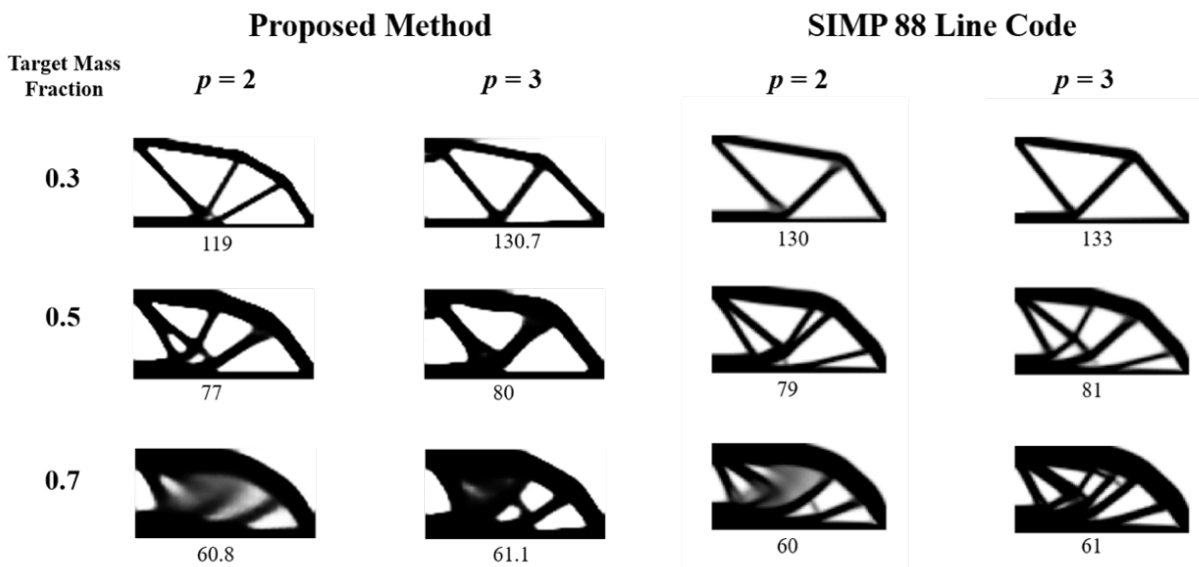 Proposed Method SIMP 88 Line Code
Target Mass
Fraction
p = 2 p = 3 p = 2 p = 3
0.3
119 130.7 130 133
0.5
77 80 79 81
0.7
60.8 61.1 60 61